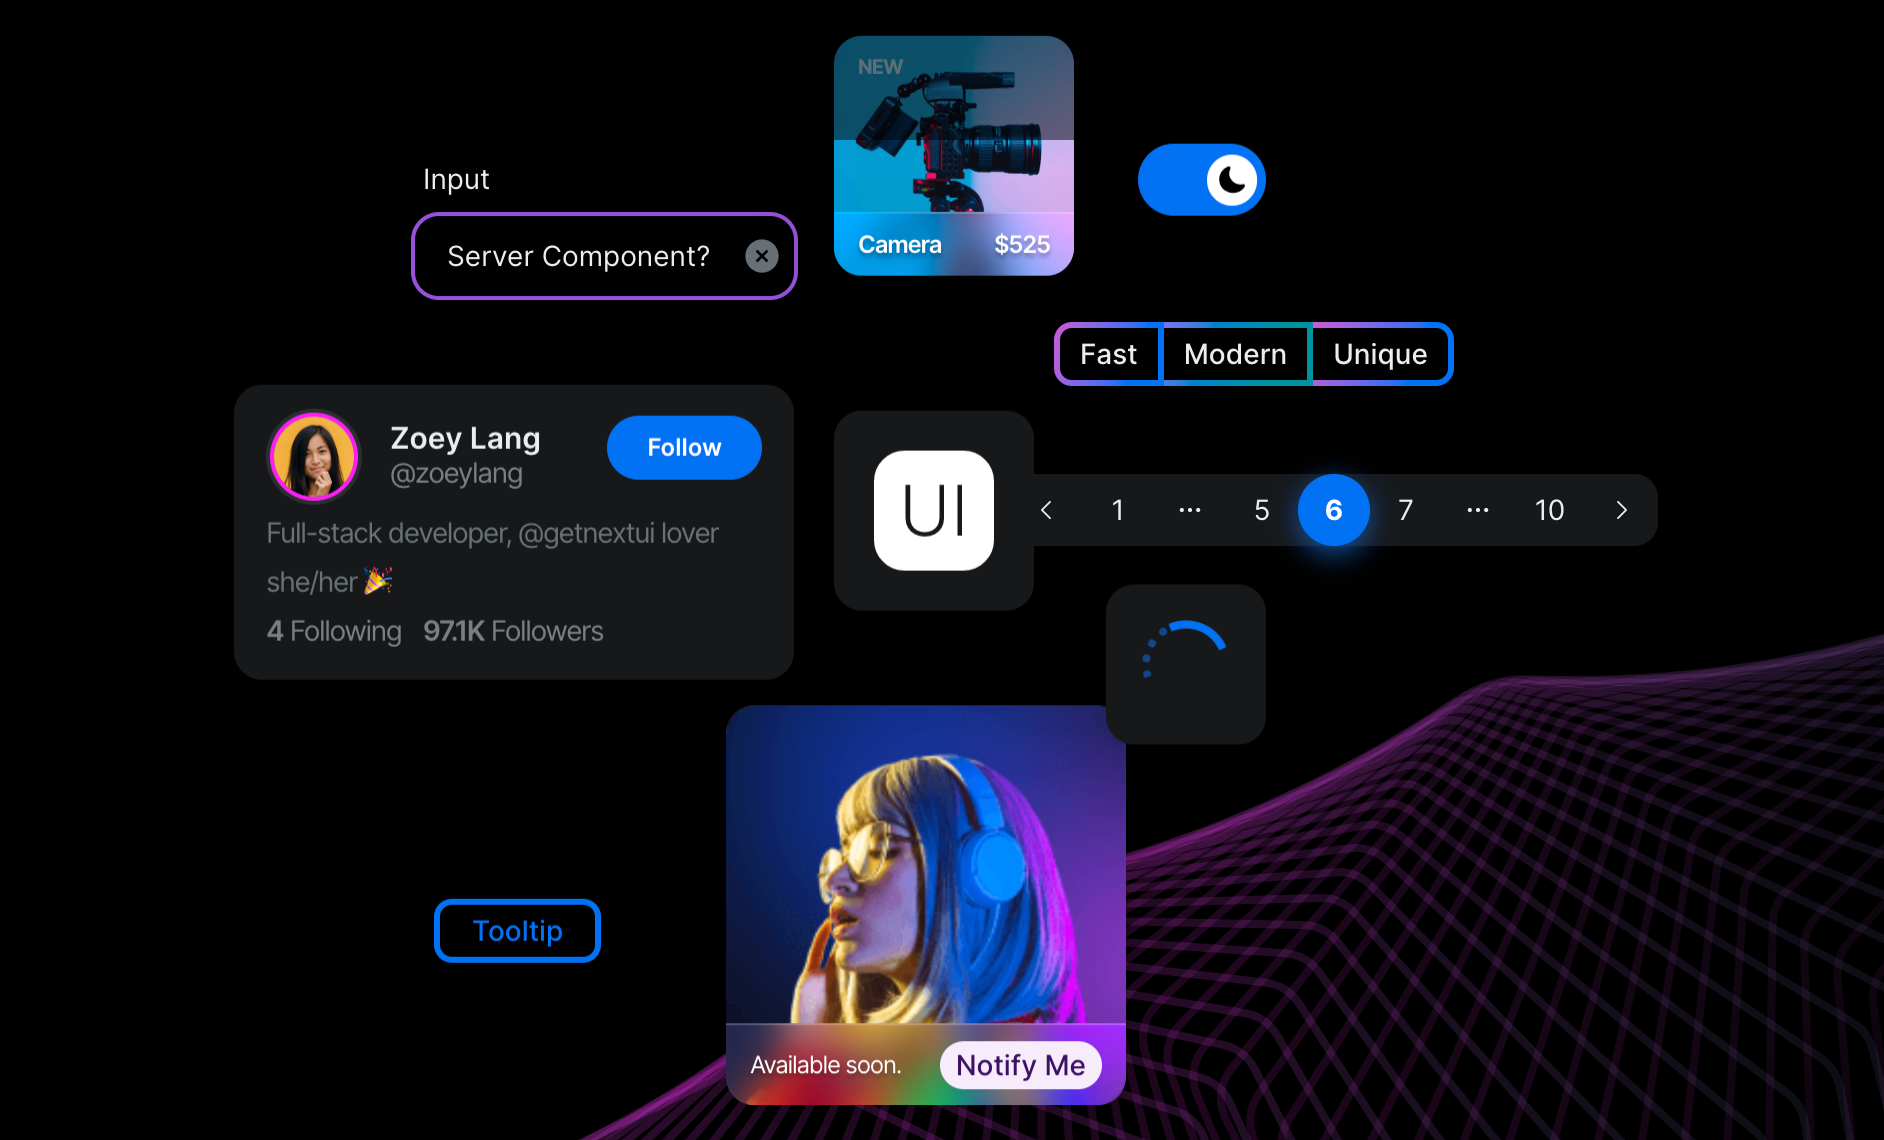 NEW
Camera $525
Input
Server Component?
Fast Modern Unique
Zoey Lang
@zoeylang
Follow
Full-stack developer, @getnextui lover
she/her 🎉
4 Following 97.1K Followers
UI
1 ... 5 6 7 ... 10
Tooltip
Available soon. Notify Me